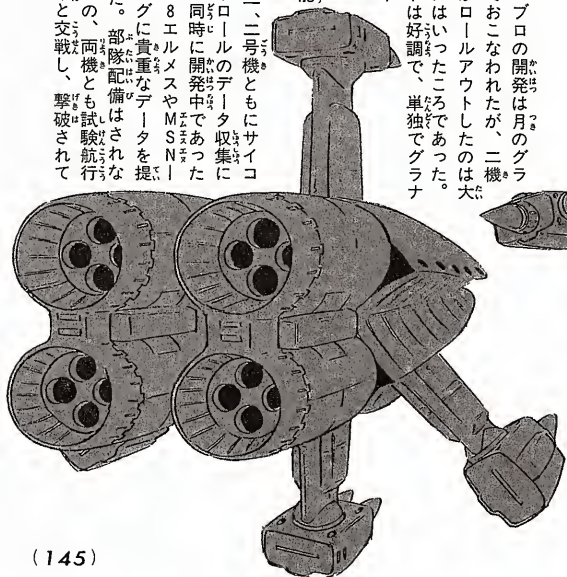 ブロの開発は月のグラ
おこなわれたが、二機
ロールアウトしたのは大
はいったころであった。
は好調で、単独でグラナ
、二号機ともにサイコ
ロールのデータ収集に
同時に開発中であった
8エルメスやMSN-
グに貴重なデータを提
た。部隊配備はされな
の、両機とも試験航行
と交戦し、撃破されて
(145)